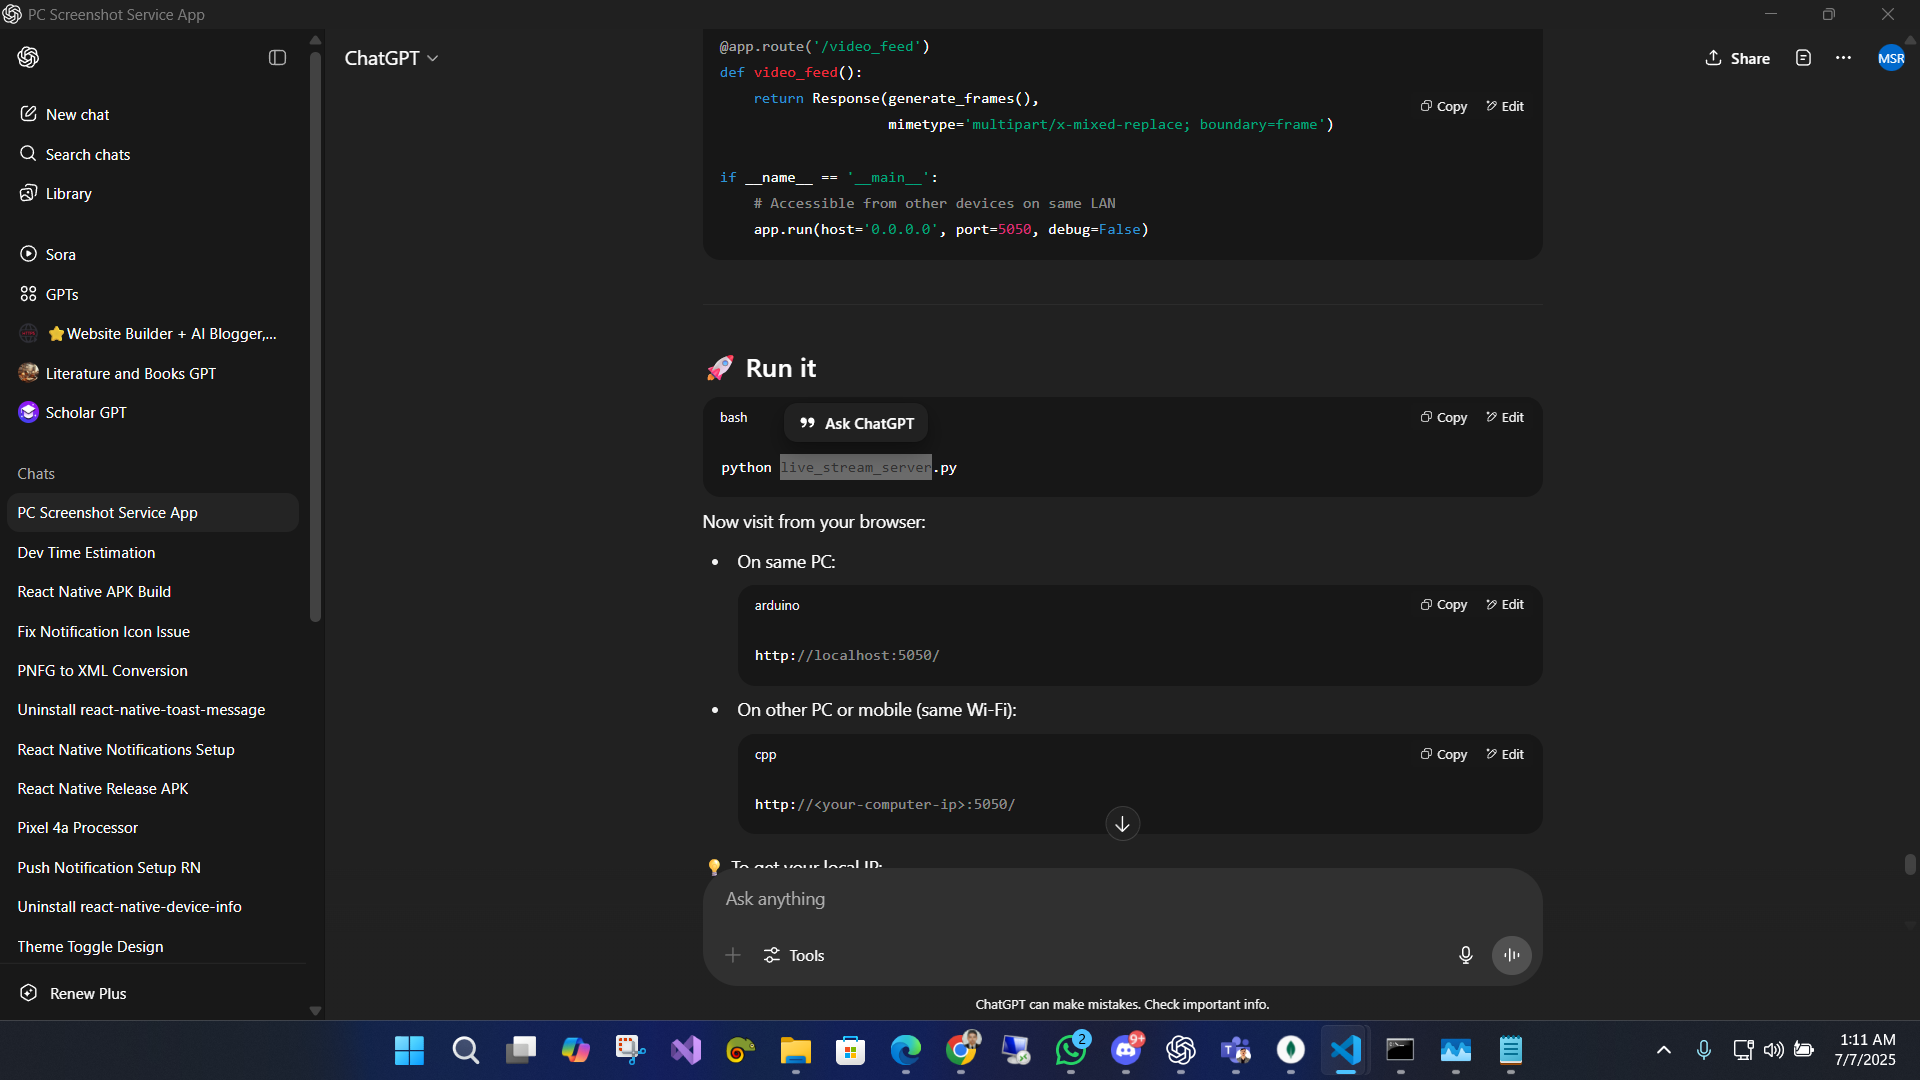 PC Screenshot Service App
New chat
Search chats
Library
Sora
GPTs
⭐Website Builder + AI Blogger,...
Literature and Books GPT
Scholar GPT
Chats
PC Screenshot Service App
Dev Time Estimation
React Native APK Build
Fix Notification Icon Issue
PNFG to XML Conversion
Uninstall react-native-toast-message
React Native Notifications Setup
React Native Release APK
Pixel 4a Processor
Push Notification Setup RN
Uninstall react-native-device-info
Theme Toggle Design
Renew Plus
ChatGPT
Share
MSR
@app.route('/video_feed')
def video_feed():
    return Response(generate_frames(),
Copy Edit
                    mimetype='multipart/x-mixed-replace; boundary=frame')
if __name__ == '__main__':
    # Accessible from other devices on same LAN
    app.run(host='0.0.0.0', port=5050, debug=False)
🚀 Run it
bash
Ask ChatGPT
Copy Edit
python live_stream_server.py
Now visit from your browser:
• On same PC:
arduino
Copy Edit
http://localhost:5050/
• On other PC or mobile (same Wi-Fi):
cpp
Copy Edit
http://<your-computer-ip>:5050/
💡 To get your local IP:
Ask anything
Tools
ChatGPT can make mistakes. Check important info.
2
9+
1:11 AM
7/7/2025